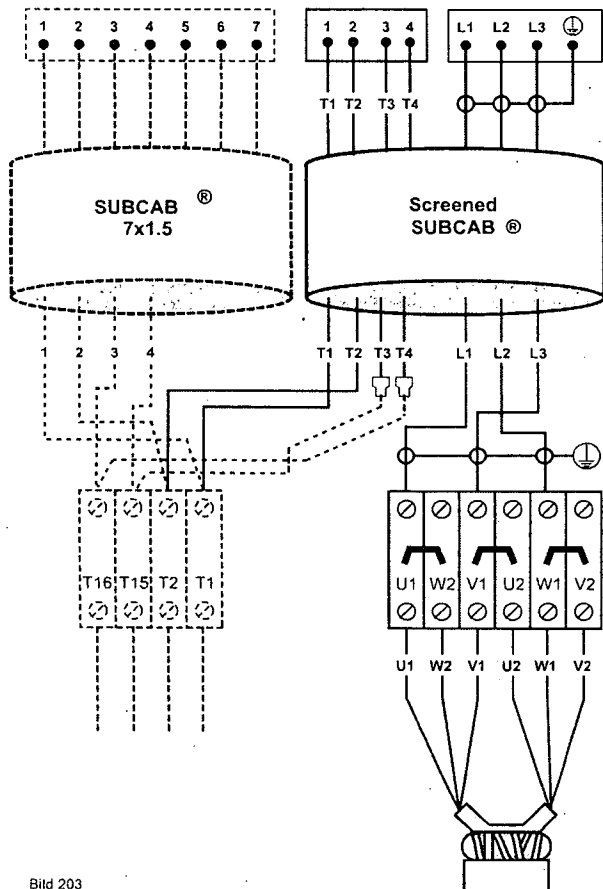 1 2 3 4 5 6 7
1 2 3 4
L1 L2 L3
T1 T2 T3 T4
SUBCAB ®
7x1.5
Screened
SUBCAB ®
1 2 3 4
T1 T2 T3 T4 L1 L2 L3
T16 T15 T2 T1
U1 W2 V1 U2 W1 V2
U1 W2 V1 U2 W1 V2
Bild 203